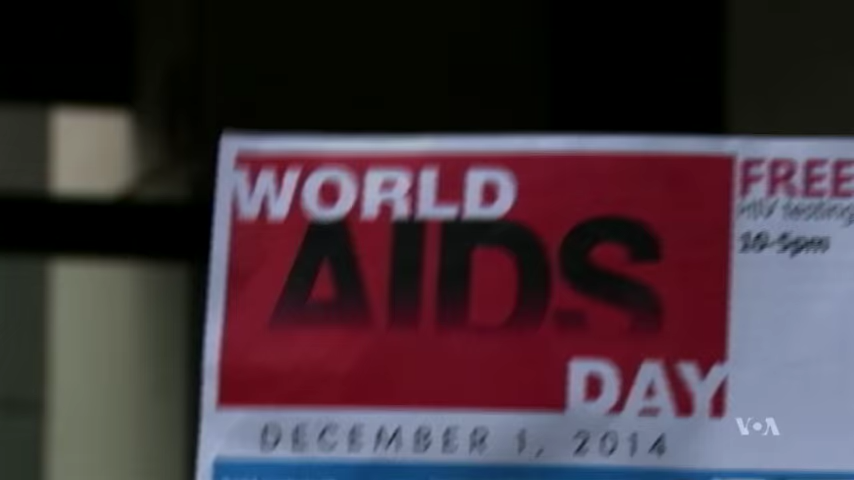 WORLD
AIDS
DAY
DECEMBER 1, 2014
FREE
HIV testing
10-5pm
VOA